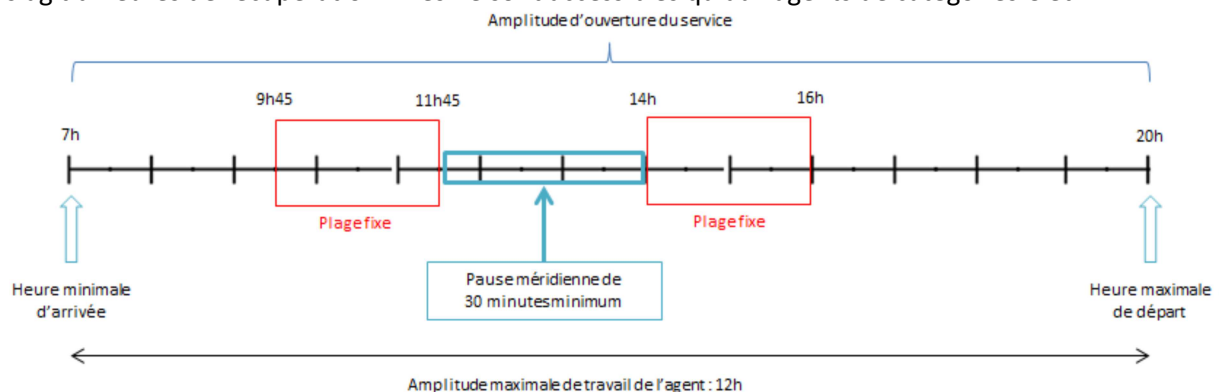 Amplitude d'ouverture du service
9h45
11h45
14h
16h
7h
20h
Plage fixe
Plage fixe
Pause méridienne de
30 minutes minimum
Heure minimale
d'arrivée
Heure maximale
de départ
Amplitude maximale de travail de l'agent : 12h